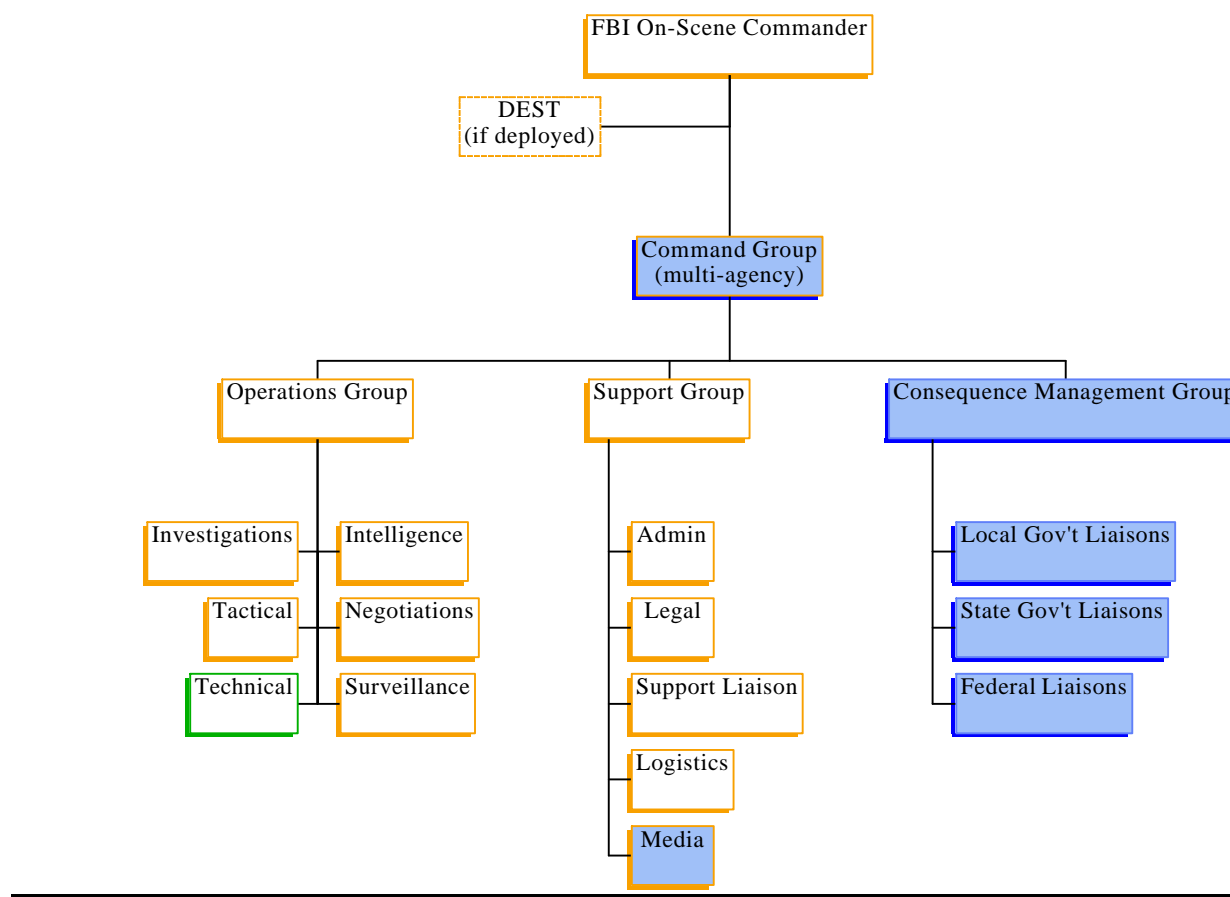 FBI On-Scene Commander
DEST
(if deployed)
Command Group
(multi-agency)
Operations Group
Support Group
Consequence Management Group
Investigations
Intelligence
Tactical
Negotiations
Technical
Surveillance
Admin
Legal
Support Liaison
Logistics
Media
Local Gov't Liaisons
State Gov't Liaisons
Federal Liaisons